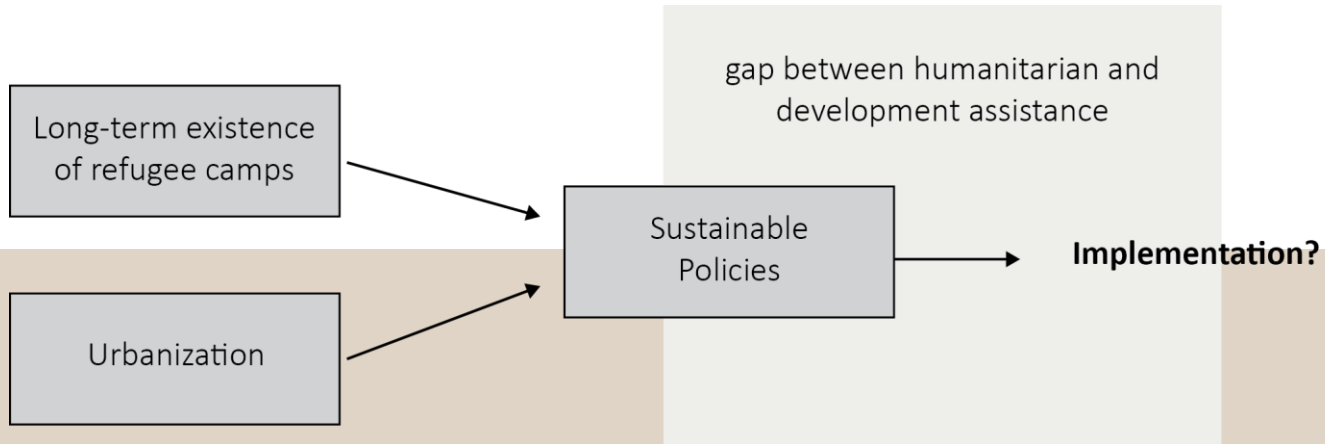 gap between humanitarian and
development assistance
Long-term existence
of refugee camps
Sustainable
Policies
Implementation?
Urbanization